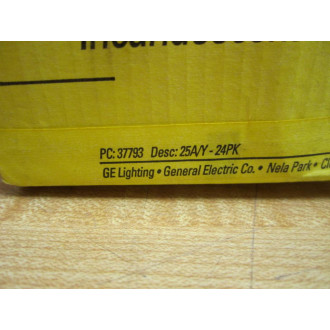 PC: 37793 Desc: 25A/Y - 24PK
GE Lighting • General Electric Co. • Nela Park •